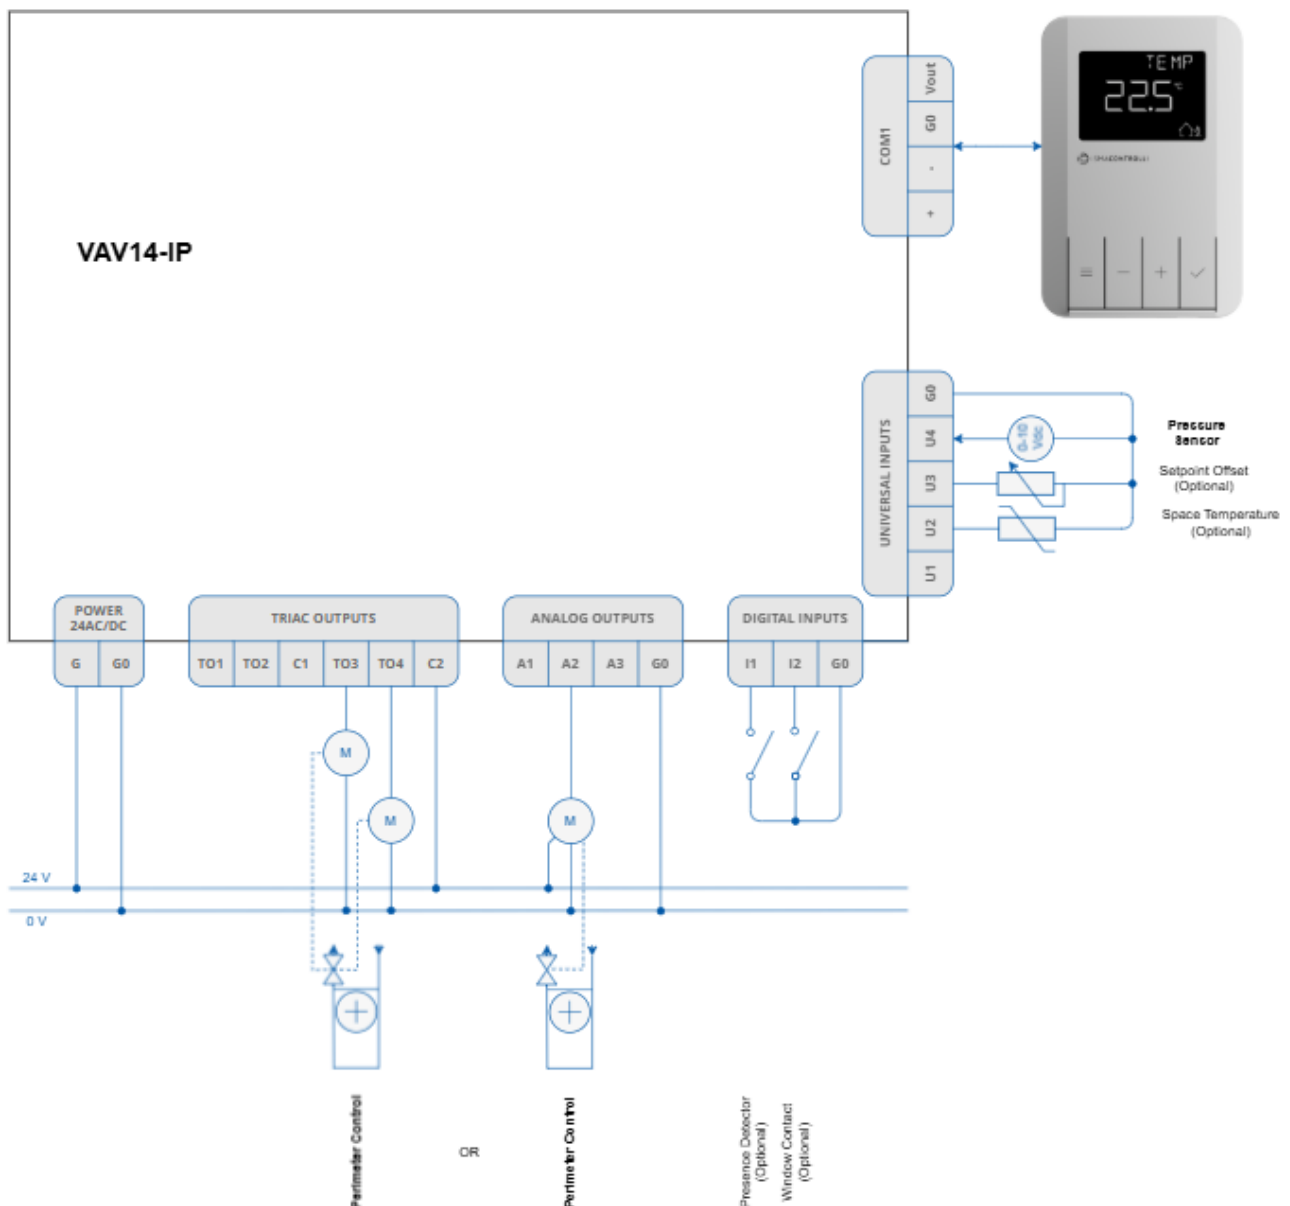 VAV14-IP
COM1
Vout
G0
-
+
TEMP
22.5°C
UNIVERSAL INPUTS
G0
U4
U3
U2
U1
0-10
Vdc
Pressure
Sensor
Setpoint Offset
(Optional)
Space Temperature
(Optional)
POWER
24AC/DC
G
G0
TRIAC OUTPUTS
TO1
TO2
C1
TO3
TO4
C2
ANALOG OUTPUTS
A1
A2
A3
G0
DIGITAL INPUTS
I1
I2
G0
M
M
M
24 V
0 V
Perimeter Control
OR
Perimeter Control
Presence Detector
(Optional)
Window Contact
(Optional)